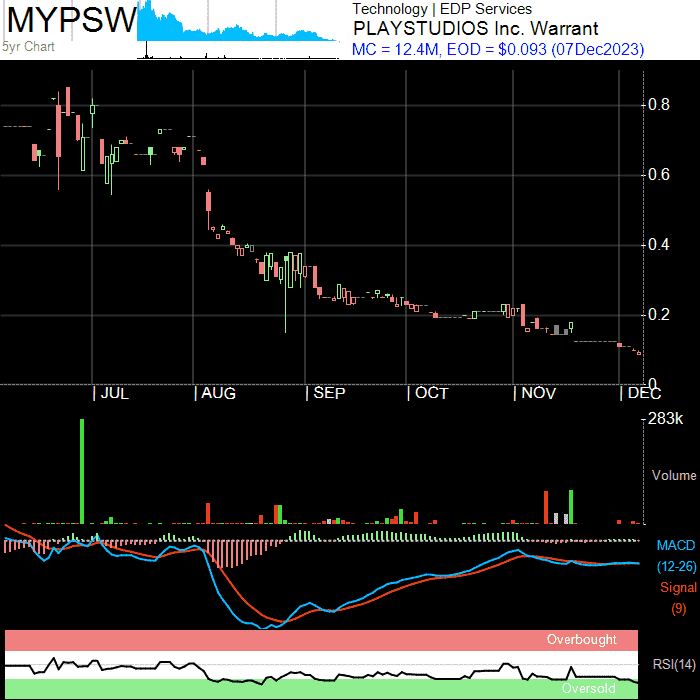 MYPSW
5yr Chart
Technology | EDP Services
PLAYSTUDIOS Inc. Warrant
MC = 12.4M, EOD = $0.093 (07Dec2023)
0.8
0.6
0.4
0.2
0
| JUL | AUG | SEP | OCT | NOV | DEC
283k
Volume
MACD
(12-26)
Signal
(9)
Overbought
RSI(14)
Oversold